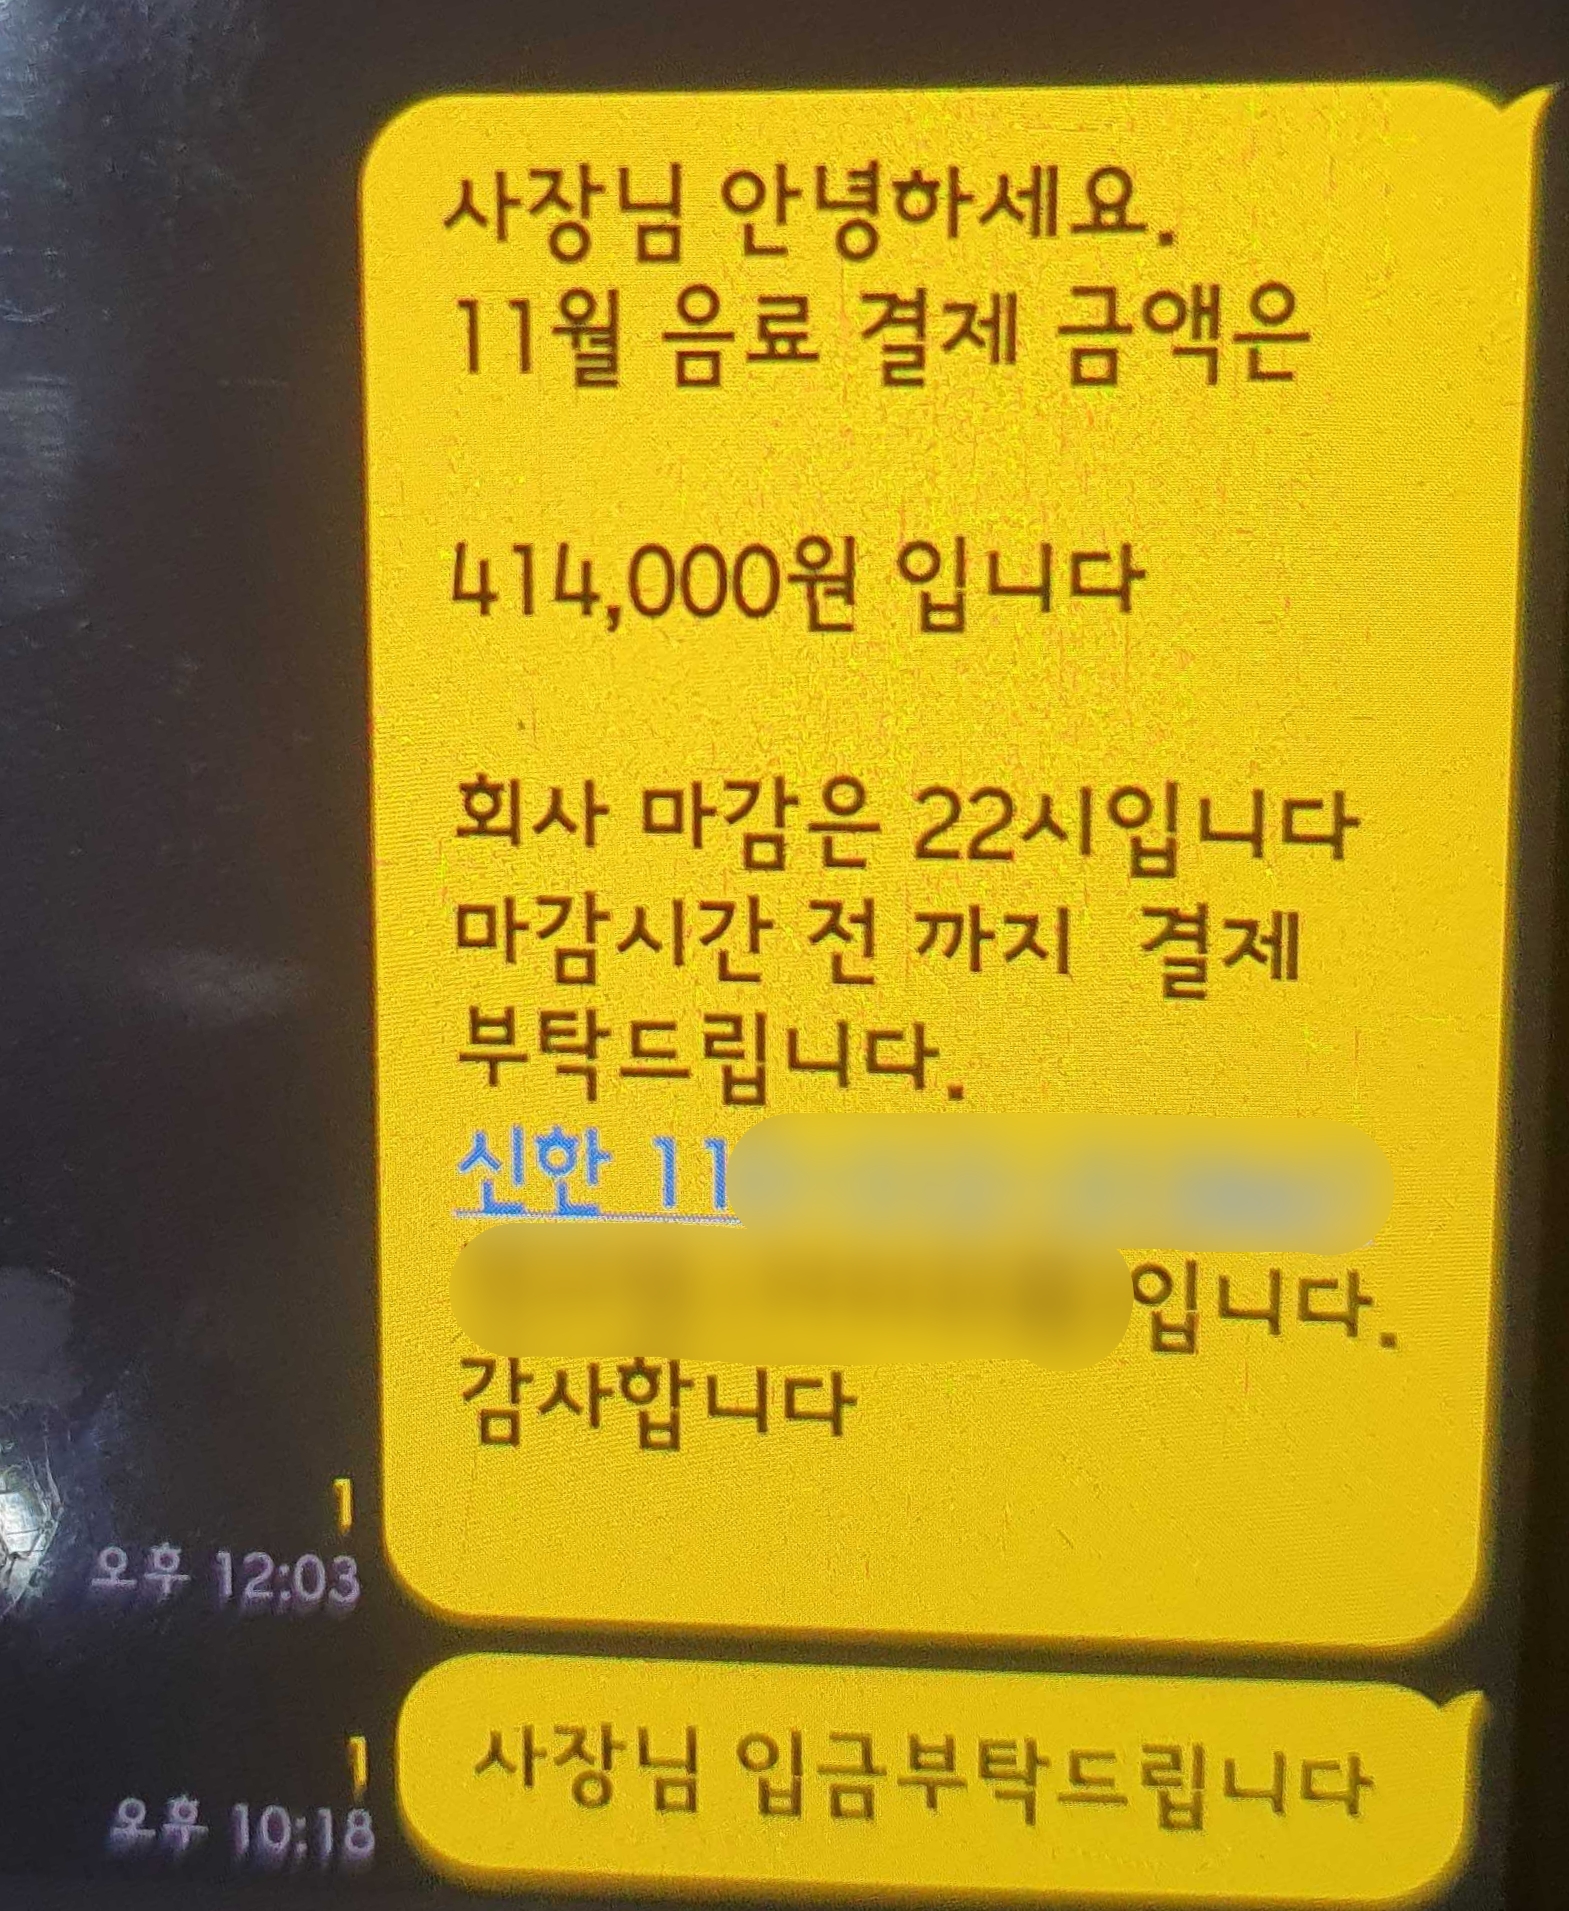 사장님 안녕하세요.
11월 음료 결제 금액은
414,000원 입니다
회사 마감은 22시입니다
마감시간 전 까지  결제
부탁드립니다.
신한 11
입니다.
감사합니다
1
오후 12:03
사장님 입금부탁드립니다
1
오후 10:18